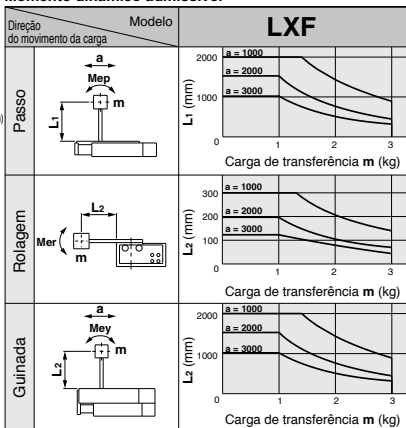 Modelo
LXF
Direção
do movimento da carga
Passo
a
Mep
m
L1
L1 (mm)
2000
1000
0
a = 1000
a = 2000
a = 3000
1 2 3
Carga de transferência m (kg)
Rolagem
L2
Mer
m
L2 (mm)
300
200
100
0
a = 1000
a = 2000
a = 3000
1 2 3
Carga de transferência m (kg)
Guinada
a
Mey
m
L2
L2 (mm)
2000
1000
0
a = 1000
a = 2000
a = 3000
1 2 3
Carga de transferência m (kg)